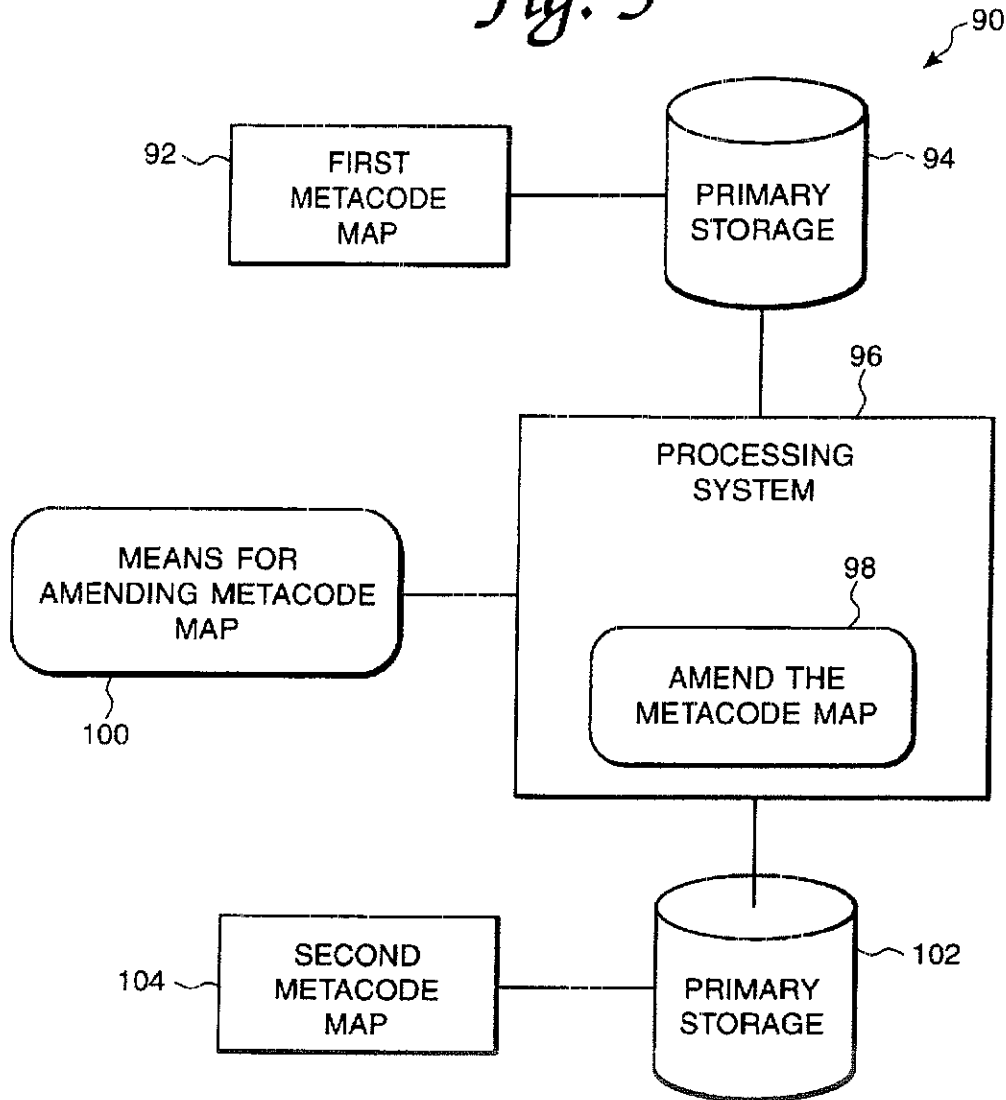 Fig.
90
92
FIRST
METACODE
MAP
PRIMARY
STORAGE
94
96
PROCESSING
SYSTEM
MEANS FOR
AMENDING METACODE
MAP
100
98
AMEND THE
METACODE MAP
104
SECOND
METACODE
MAP
PRIMARY
STORAGE
102